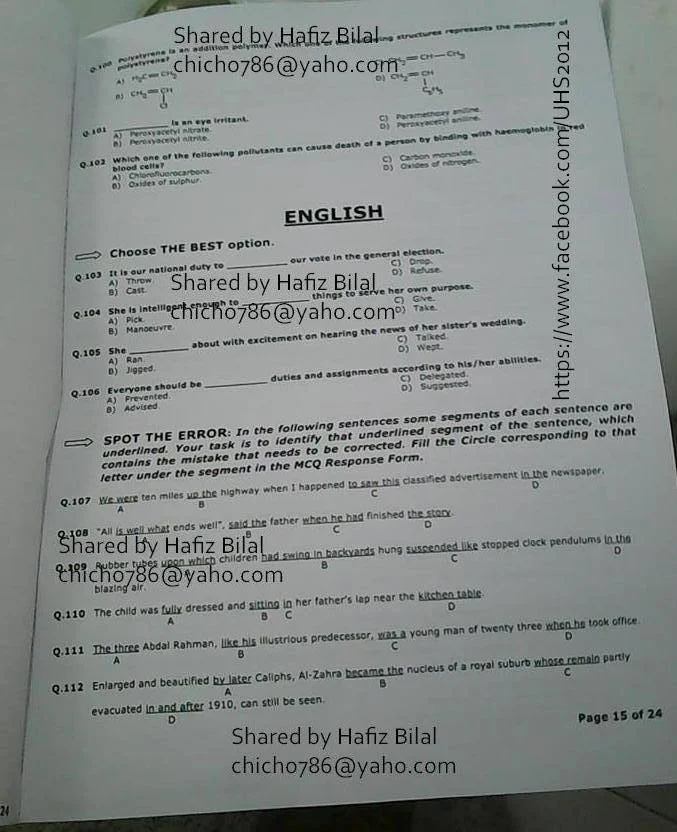 Shared by Hafiz Bilal
chicho786@yaho.com
Q.100 Polystyrene is an addition polymer. Which one of the following structures represents the monomer of
polystyrene?
A) H₂C=CH₂
CH—CH₃
B) CH₂=CH
Cl
D) CH₂=CH
Q.101 __________ is an eye irritant.
A) Peroxyacetyl nitrate.
C) Paramethoxy aniline.
B) Peroxyacetyl nitrite.
D) Peroxyacetyl aniline.
Q.102 Which one of the following pollutants can cause death of a person by binding with haemoglobin
blood cells?
A) Chlorofluorocarbons.
C) Carbon monoxide.
B) Oxides of sulphur.
D) Oxides of nitrogen.
ENGLISH
Choose THE BEST option.
Q.103 It is our national duty to __________ our vote in the general election.
A) Throw.
C) Drop.
B) Cast.
D) Refuse.
Shared by Hafiz Bilal
chicho786@yaho.com
Q.104 She is intelligent enough to __________ things to serve her own purpose.
A) Pick.
C) Give.
B) Manoeuvre.
D) Take.
Q.105 She __________ about with excitement on hearing the news of her sister's wedding.
A) Ran.
C) Talked.
B) Jigged.
D) Wept.
Q.106 Everyone should be __________ duties and assignments according to his/her abilities.
A) Prevented.
C) Delegated.
B) Advised.
D) Suggested.
SPOT THE ERROR: In the following sentences some segments of each sentence are
underlined. Your task is to identify that underlined segment of the sentence, which
contains the mistake that needs to be corrected. Fill the Circle corresponding to that
letter under the segment in the MCQ Response Form.
Q.107 We were ten miles up the highway when I happened to saw this classified advertisement in the newspaper.
A B C D
Q.108 "All is well what ends well", said the father when he had finished the story.
A B C D
Shared by Hafiz Bilal
chicho786@yaho.com
Q.109 Rubber tubes upon which children had swing in backyards hung suspended like stopped clock pendulums in the
B C D
blazing air.
Q.110 The child was fully dressed and sitting in her father's lap near the kitchen table.
A B C D
Q.111 The three Abdal Rahman, like his illustrious predecessor, was a young man of twenty three when he took office.
A B C D
Q.112 Enlarged and beautified by later Caliphs, Al-Zahra became the nucleus of a royal suburb whose remain partly
A B C
evacuated in and after 1910, can still be seen.
D
Page 15 of 24
Shared by Hafiz Bilal
chicho786@yaho.com
https://www.facebook.com/UHS2012
24